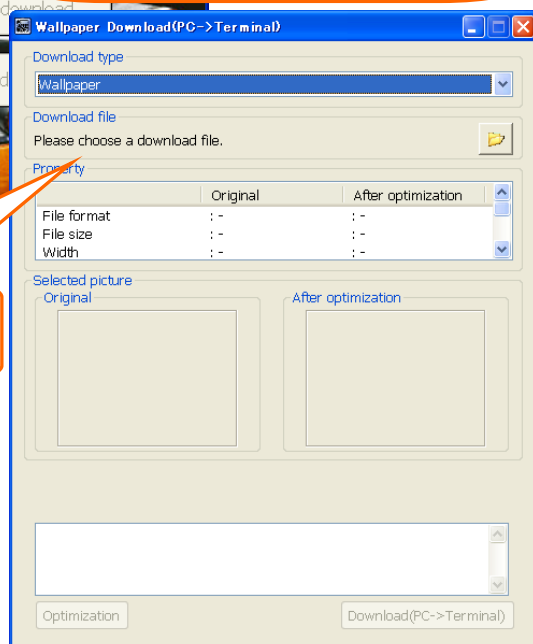 download
Wallpaper Download(PC->Terminal)
Download type
Wallpaper
Download file
Please choose a download file.
Property
Original After optimization
File format : - : -
File size : - : -
Width : - : -
Selected picture
Original After optimization
Optimization Download(PC->Terminal)